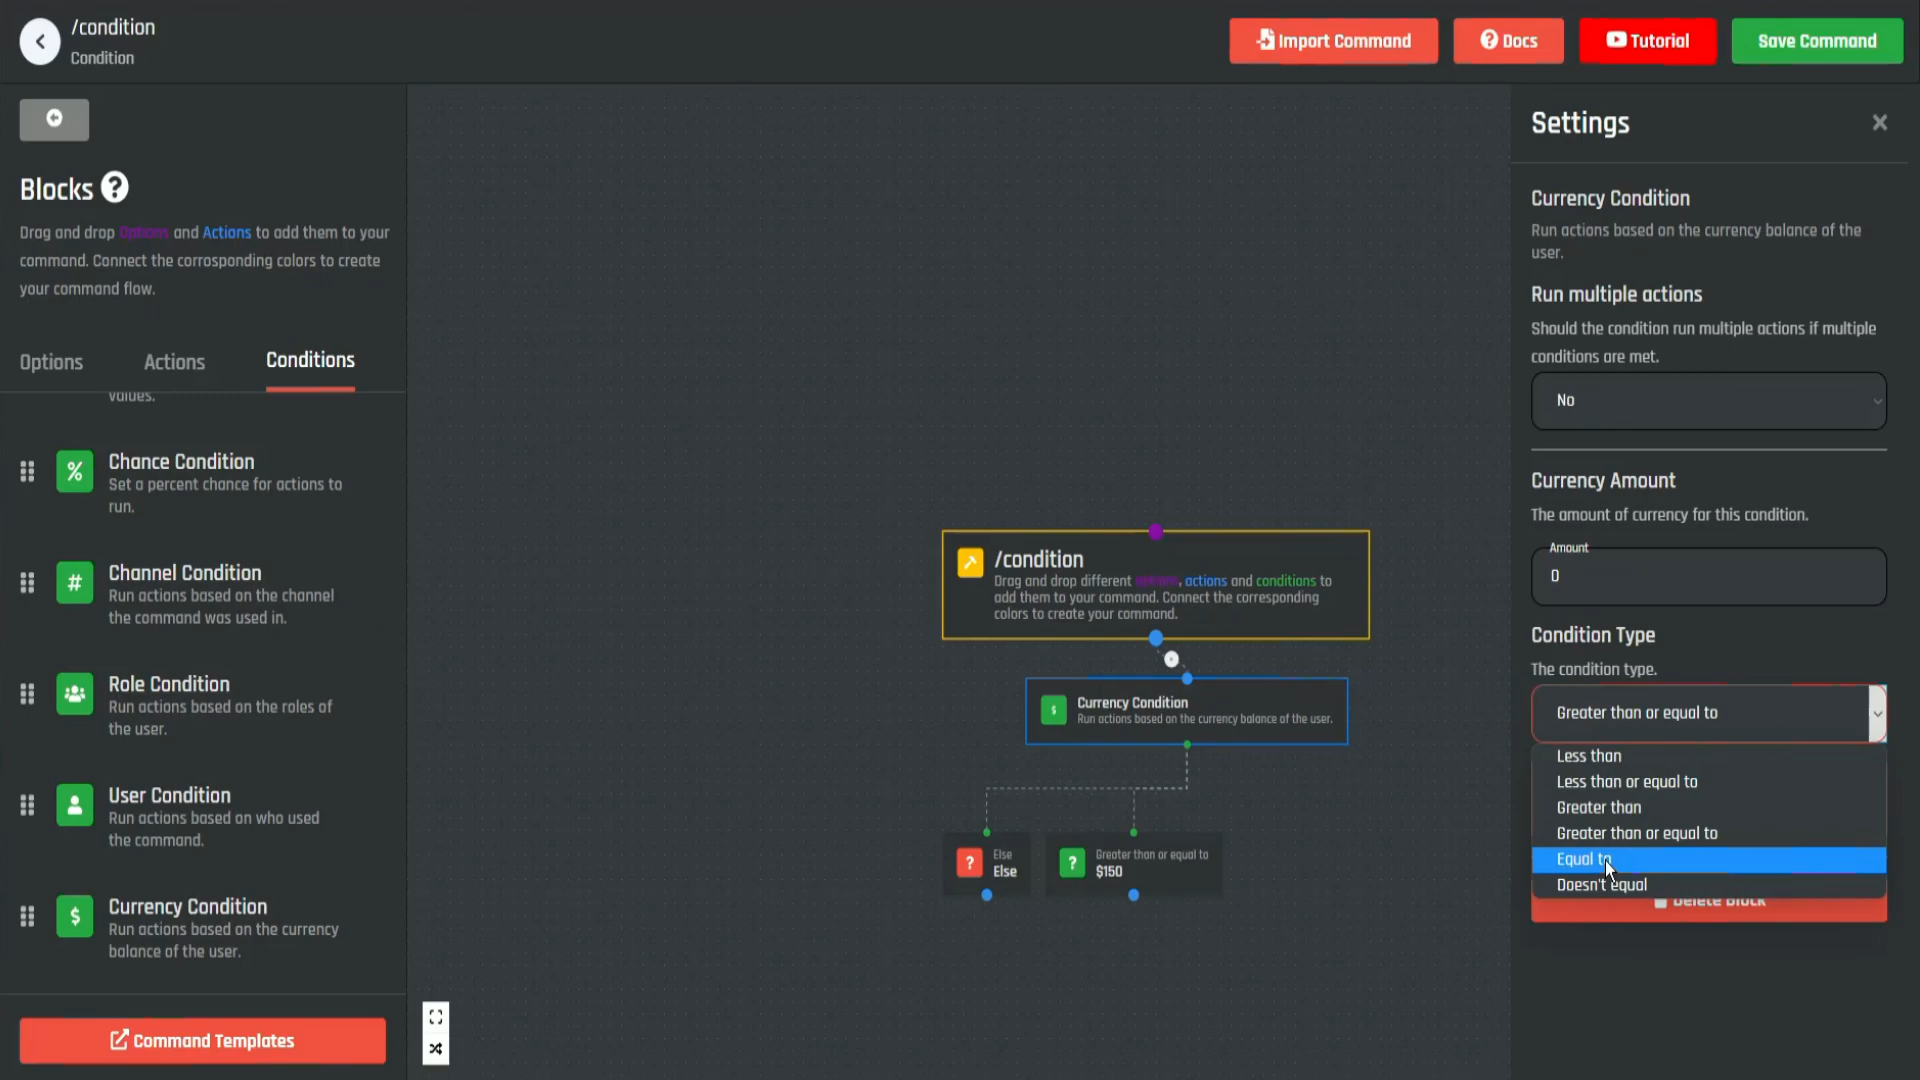 /condition
Condition
Import Command
Docs
Tutorial
Save Command
Blocks
Drag and drop Options and Actions to add them to your
command. Connect the corrosponding colors to create
your command flow.
Options
Actions
Conditions
values.
Chance Condition
Set a percent chance for actions to
run.
Channel Condition
Run actions based on the channel
the command was used in.
Role Condition
Run actions based on the roles of
the user.
User Condition
Run actions based on who used
the command.
Currency Condition
Run actions based on the currency
balance of the user.
Command Templates
/condition
Drag and drop different options, actions and conditions to
add them to your command. Connect the corresponding
colors to create your command.
Currency Condition
Run actions based on the currency balance of the user.
Else
Else
Greater than or equal to
$150
Settings
Currency Condition
Run actions based on the currency balance of the
user.
Run multiple actions
Should the condition run multiple actions if multiple
conditions are met.
No
Currency Amount
The amount of currency for this condition.
Amount
0
Condition Type
The condition type.
Greater than or equal to
Less than
Less than or equal to
Greater than
Greater than or equal to
Equal to
Doesn't equal
Delete Block